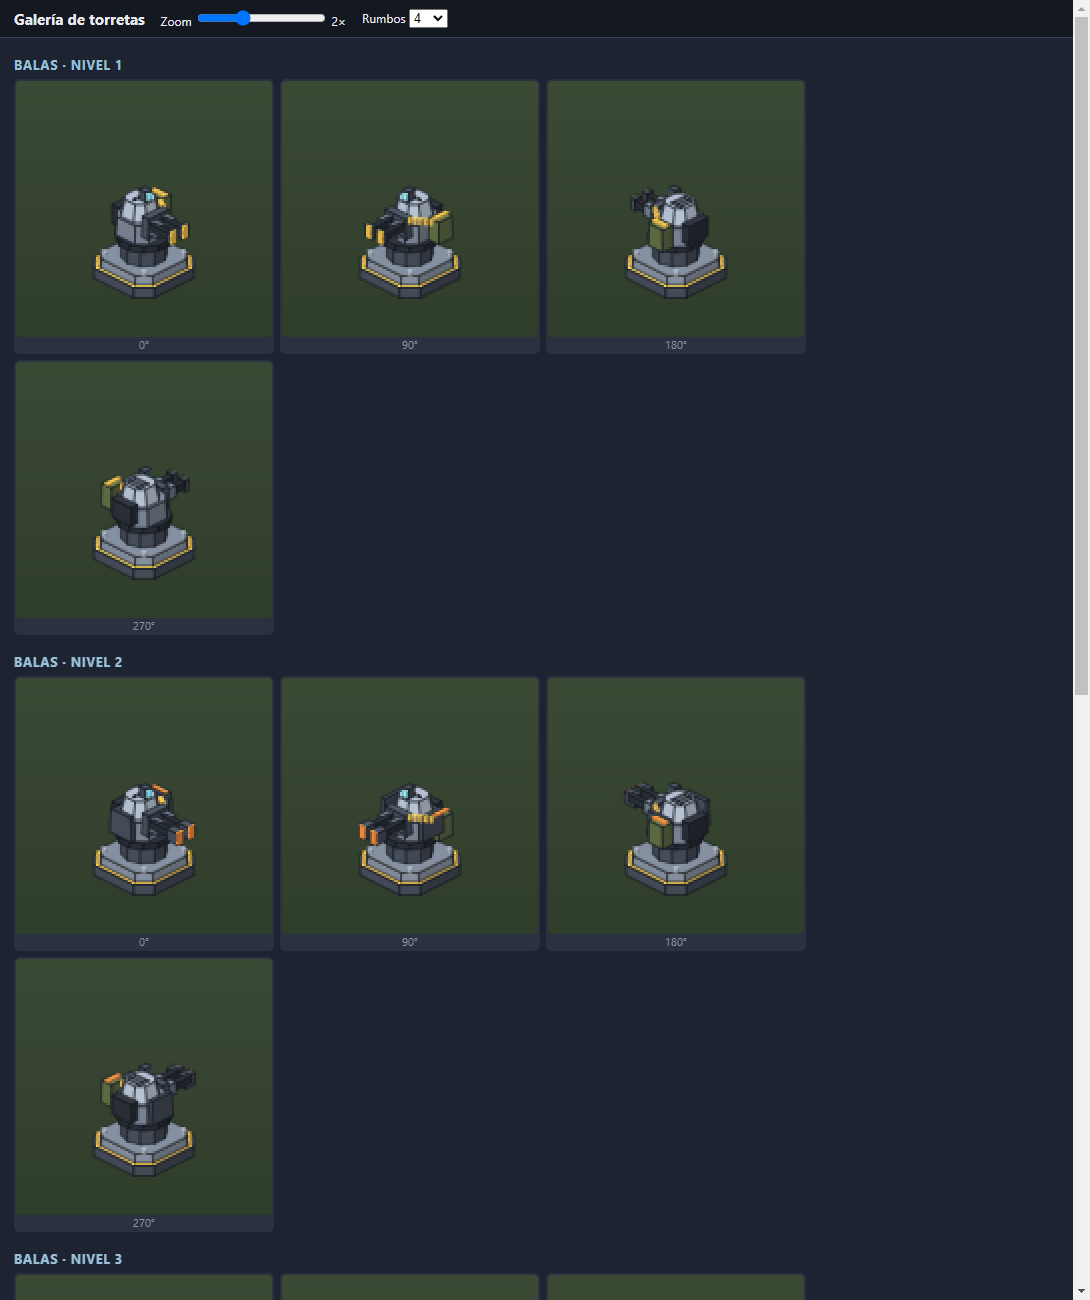 Galería de torretas Zoom 2× Rumbos 4
BALAS · NIVEL 1
0° 90° 180°
270°
BALAS · NIVEL 2
0° 90° 180°
270°
BALAS · NIVEL 3